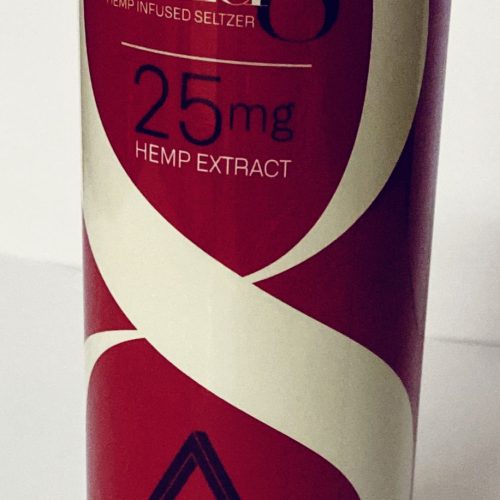 HEMP INFUSED SELTZER
25mg
HEMP EXTRACT